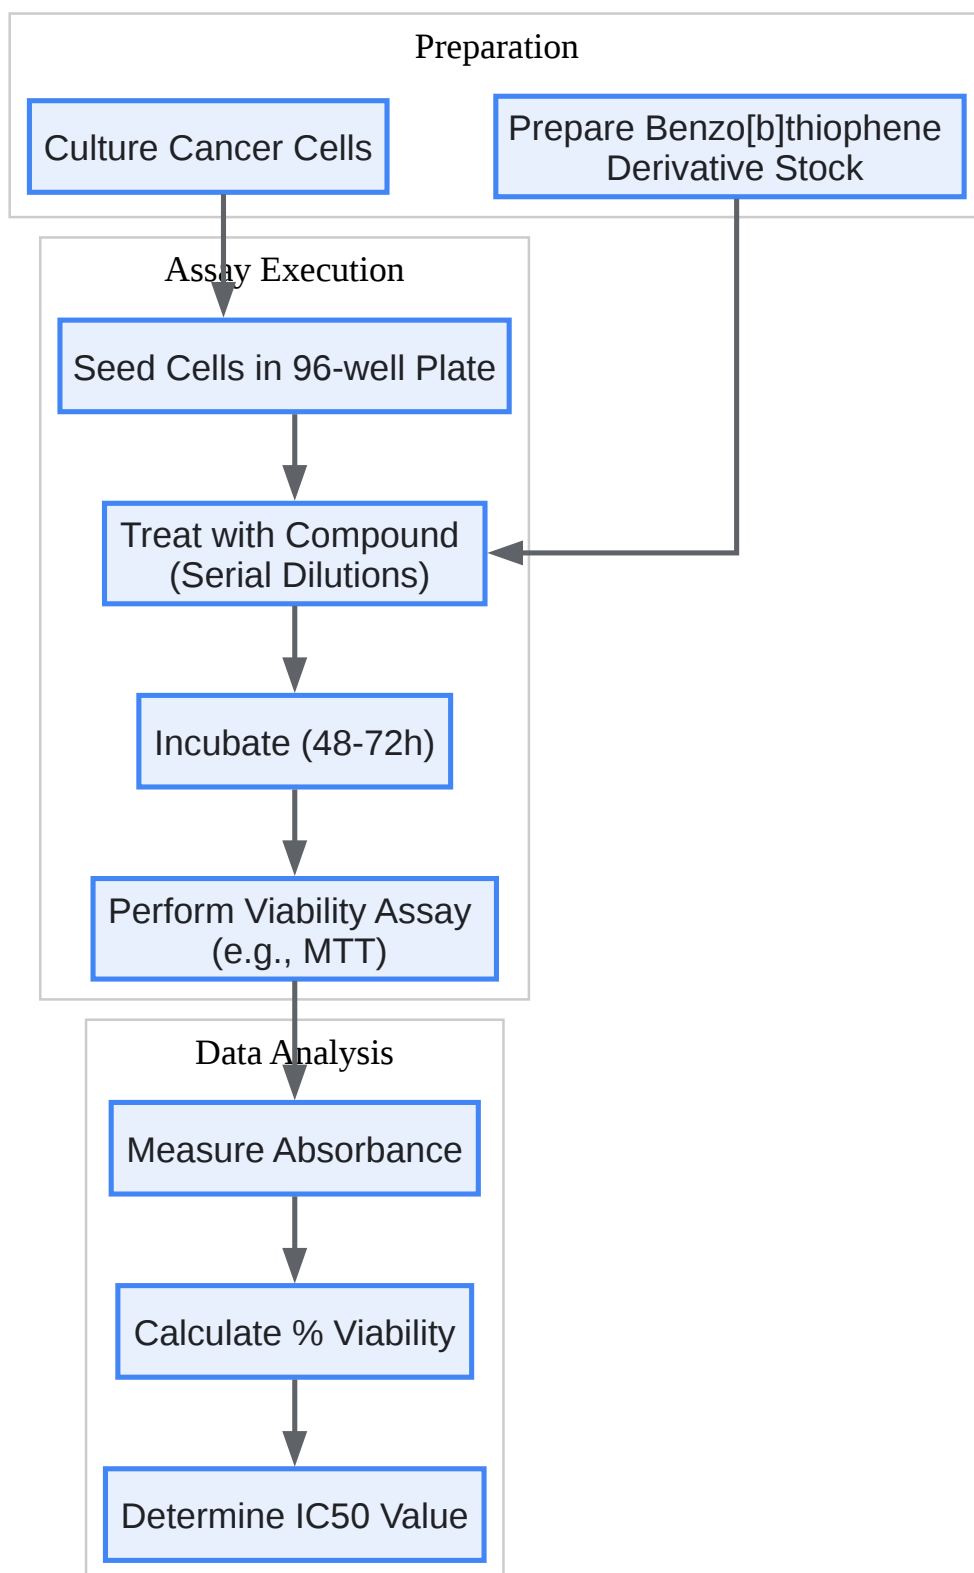 Preparation
Culture Cancer Cells
Prepare Benzo[b]thiophene
Derivative Stock
Assay Execution
Seed Cells in 96-well Plate
Treat with Compound
(Serial Dilutions)
Incubate (48-72h)
Perform Viability Assay
(e.g., MTT)
Data Analysis
Measure Absorbance
Calculate % Viability
Determine IC50 Value